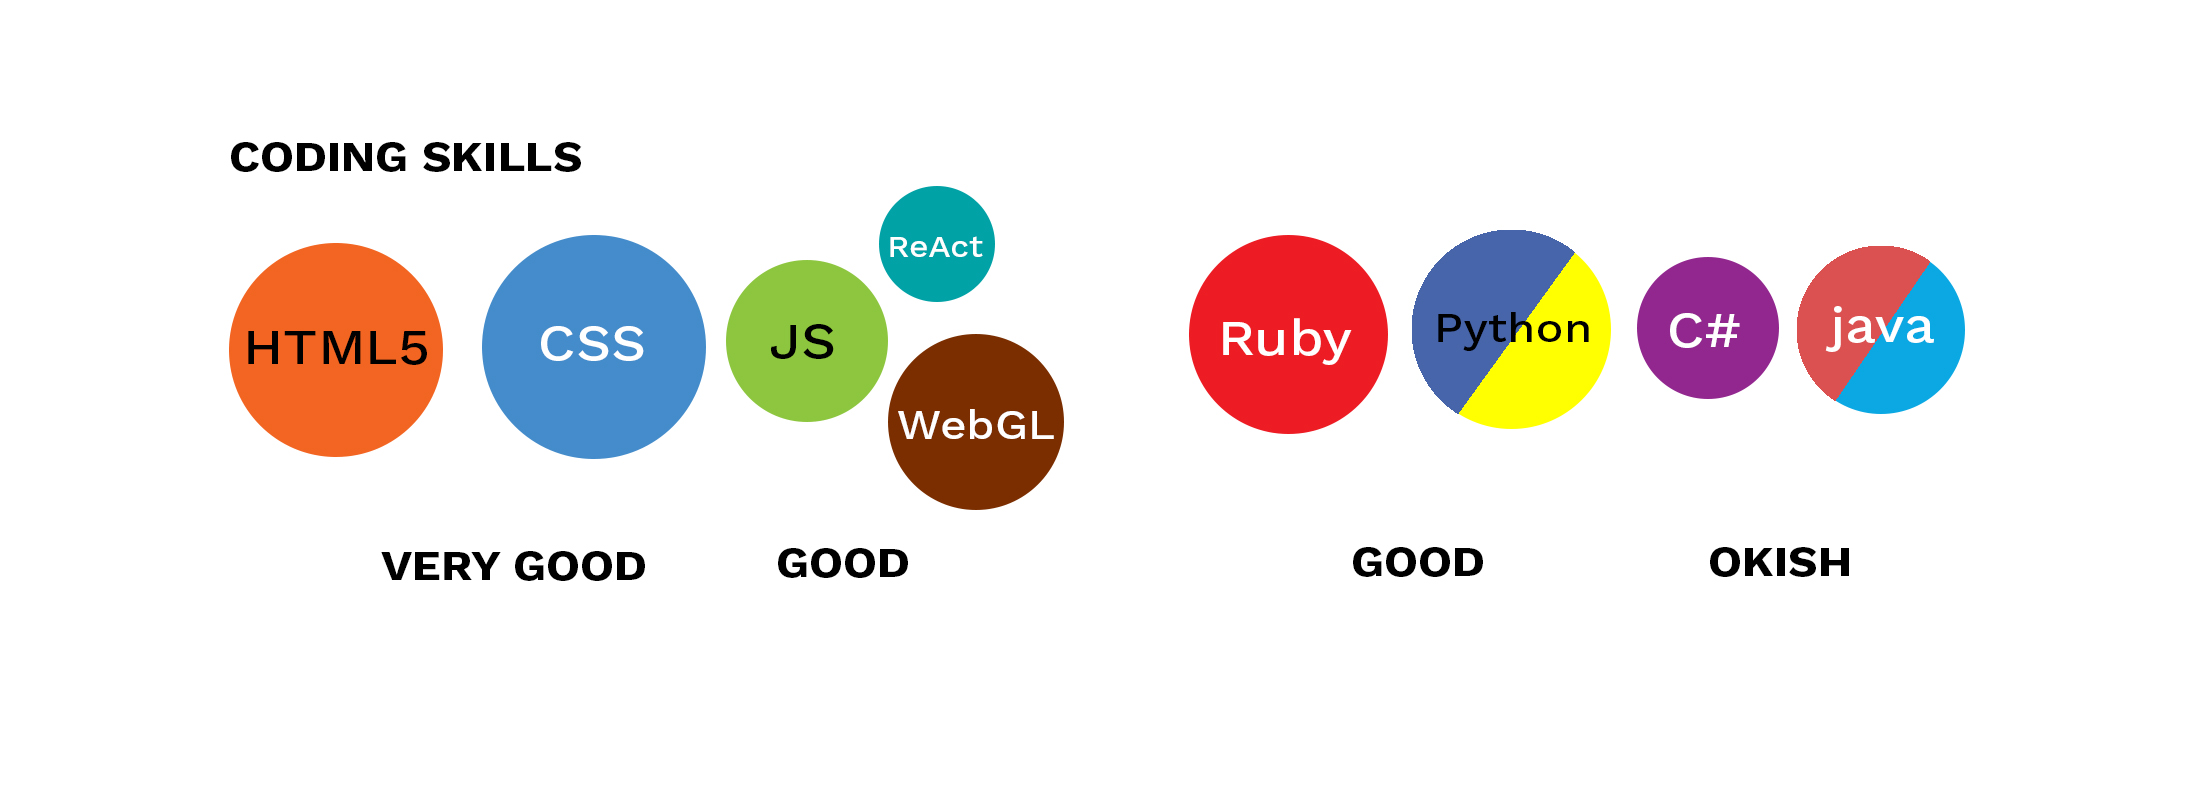 CODING SKILLS
HTML5
CSS
JS
ReAct
WebGL
Ruby
Python
C#
java
VERY GOOD
GOOD
GOOD
OKISH